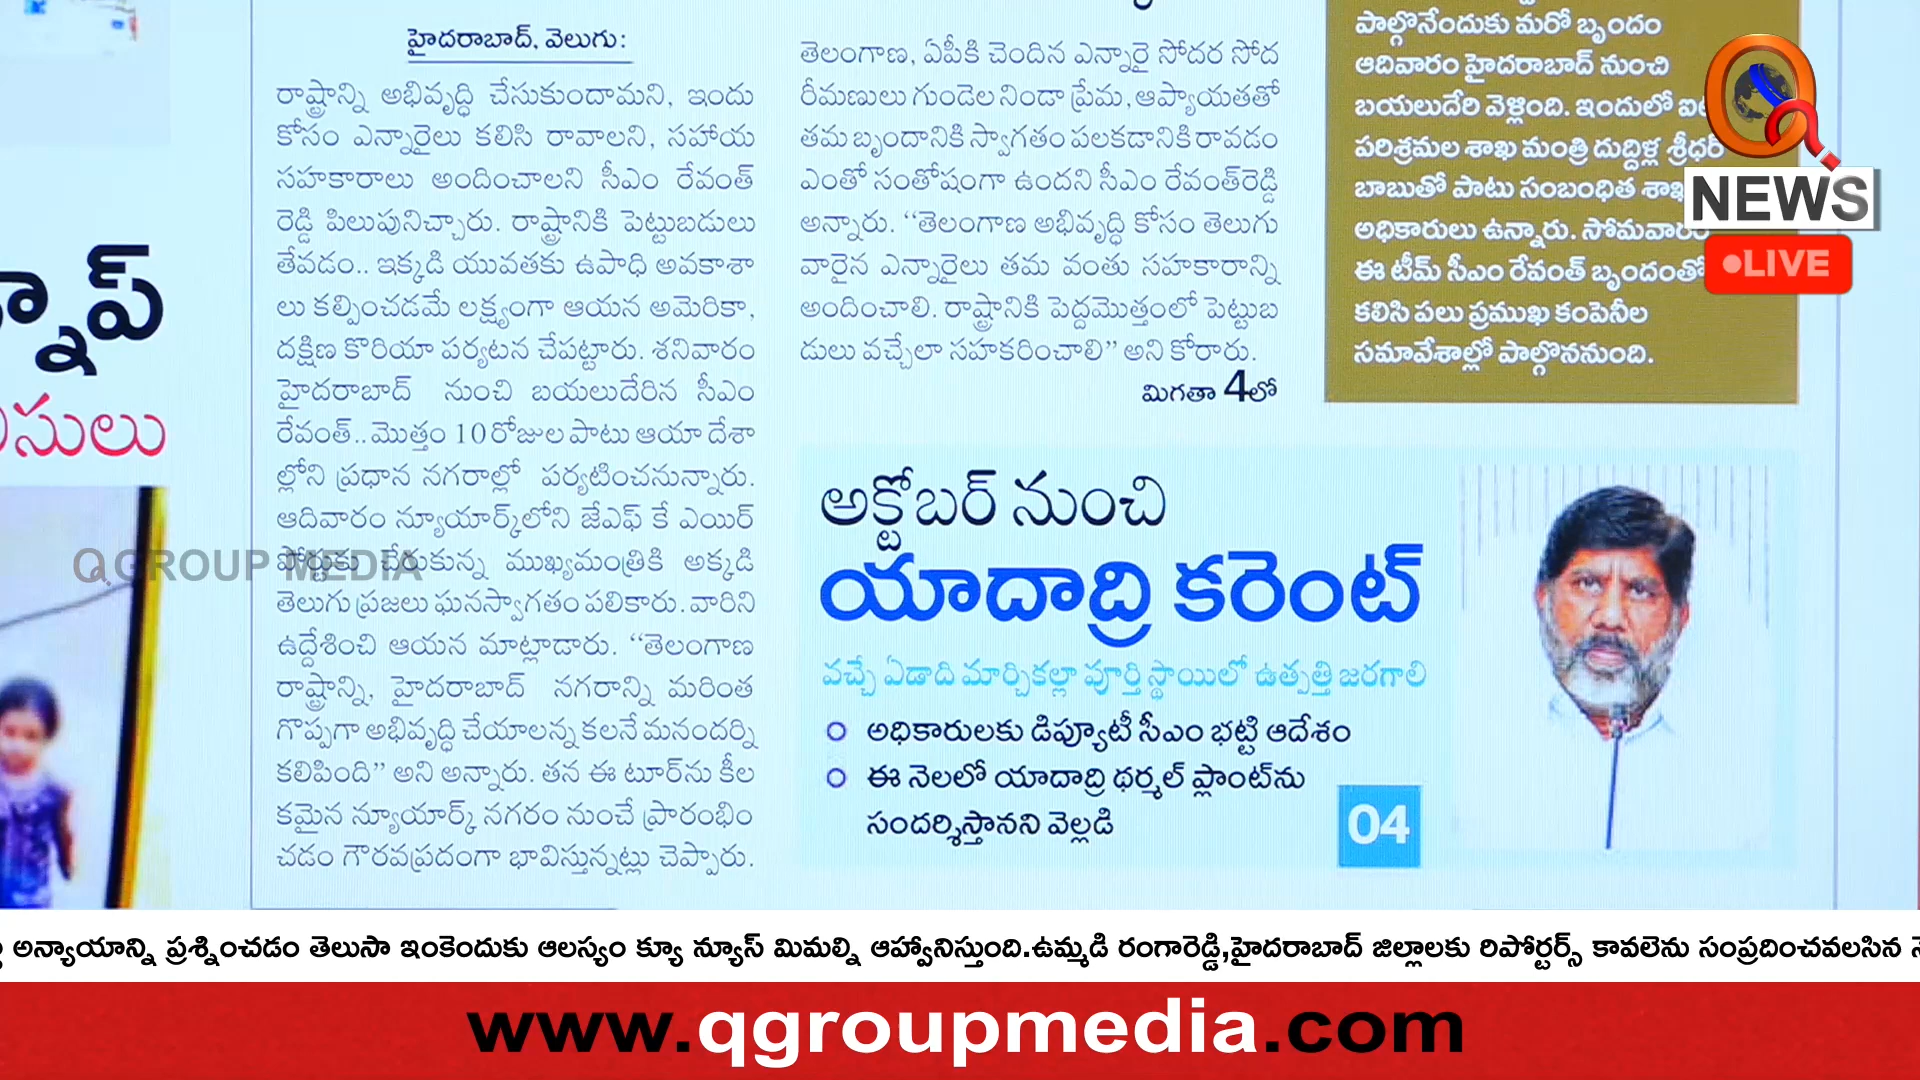 హైదరాబాద్, వెలుగు:
రాష్ట్రాన్ని అభివృద్ధి చేసుకుందామని, ఇందు
కోసం ఎన్నారైలు కలిసి రావాలని, సహాయ
సహకారాలు అందించాలని సీఎం రేవంత్
రెడ్డి పిలుపునిచ్చారు. రాష్ట్రానికి పెట్టుబడులు
తేవడం.. ఇక్కడి యువతకు ఉపాధి అవకాశా
లు కల్పించడమే లక్ష్యంగా ఆయన అమెరికా,
దక్షిణ కొరియా పర్యటన చేపట్టారు. శనివారం
హైదరాబాద్ నుంచి బయలుదేరిన సీఎం
రేవంత్.. మొత్తం 10 రోజుల పాటు ఆయా దేశా
ల్లోని ప్రధాన నగరాల్లో పర్యటించనున్నారు.
ఆదివారం న్యూయార్క్‌లోని జేఎఫ్ కే ఎయిర్
పోర్టుకు చేరుకున్న ముఖ్యమంత్రికి అక్కడి
తెలుగు ప్రజలు ఘనస్వాగతం పలికారు. వారిని
ఉద్దేశించి ఆయన మాట్లాడారు. “తెలంగాణ
రాష్ట్రాన్ని, హైదరాబాద్ నగరాన్ని మరింత
గొప్పగా అభివృద్ధి చేయాలన్న కలనే మనందర్ని
కలిపింది” అని అన్నారు. తన ఈ టూర్‌ను కీల
కమైన న్యూయార్క్ నగరం నుంచే ప్రారంభిం
చడం గౌరవప్రదంగా భావిస్తున్నట్లు చెప్పారు.
తెలంగాణ, ఏపీకి చెందిన ఎన్నారై సోదర సోద
రీమణులు గుండెల నిండా ప్రేమ, ఆప్యాయతతో
తమ బృందానికి స్వాగతం పలకడానికి రావడం
ఎంతో సంతోషంగా ఉందని సీఎం రేవంత్‌రెడ్డి
అన్నారు. “తెలంగాణ అభివృద్ధి కోసం తెలుగు
వారైన ఎన్నారైలు తమ వంతు సహకారాన్ని
అందించాలి. రాష్ట్రానికి పెద్దమొత్తంలో పెట్టుబ
డులు వచ్చేలా సహకరించాలి” అని కోరారు.
మిగతా 4లో
పాల్గొనేందుకు మరో బృందం
ఆదివారం హైదరాబాద్ నుంచి
బయలుదేరి వెళ్లింది. ఇందులో
పరిశ్రమల శాఖ మంత్రి దుద్దిళ్ల శ్రీధర్
బాబుతో పాటు సంబంధిత
అధికారులు ఉన్నారు. సోమవారం
ఈ టీమ్ సీఎం రేవంత్ బృందంతో
కలిసి పలు ప్రముఖ కంపెనీల
సమావేశాల్లో పాల్గొననుంది.
అక్టోబర్ నుంచి
యాదాద్రి కరెంట్
వచ్చే ఏడాది మార్చికల్లా పూర్తి స్థాయిలో ఉత్పత్తి జరగాలి
అధికారులకు డిప్యూటీ సీఎం భట్టి ఆదేశం
ఈ నెలలో యాదాద్రి థర్మల్ ప్లాంట్‌ను
సందర్శిస్తానని వెల్లడి
04
Q GROUP MEDIA
NEWS
LIVE
అన్యాయాన్ని ప్రశ్నించడం తెలుసా ఇంకెందుకు ఆలస్యం క్యూ న్యూస్ మిమల్ని ఆహ్వానిస్తుంది.ఉమ్మడి రంగారెడ్డి,హైదరాబాద్ జిల్లాలకు రిపోర్టర్స్ కావలెను సంప్రదించవలసిన
www.qgroupmedia.com